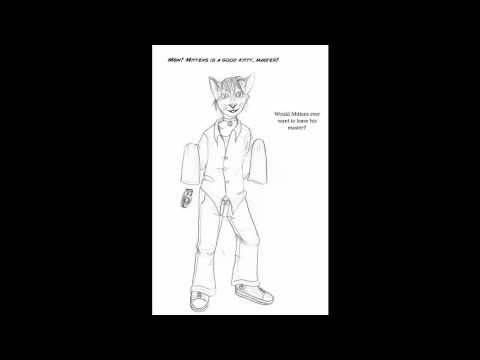 Mew! Mittens is a good kitty, master!
Would Mittens ever
want to leave his
master?